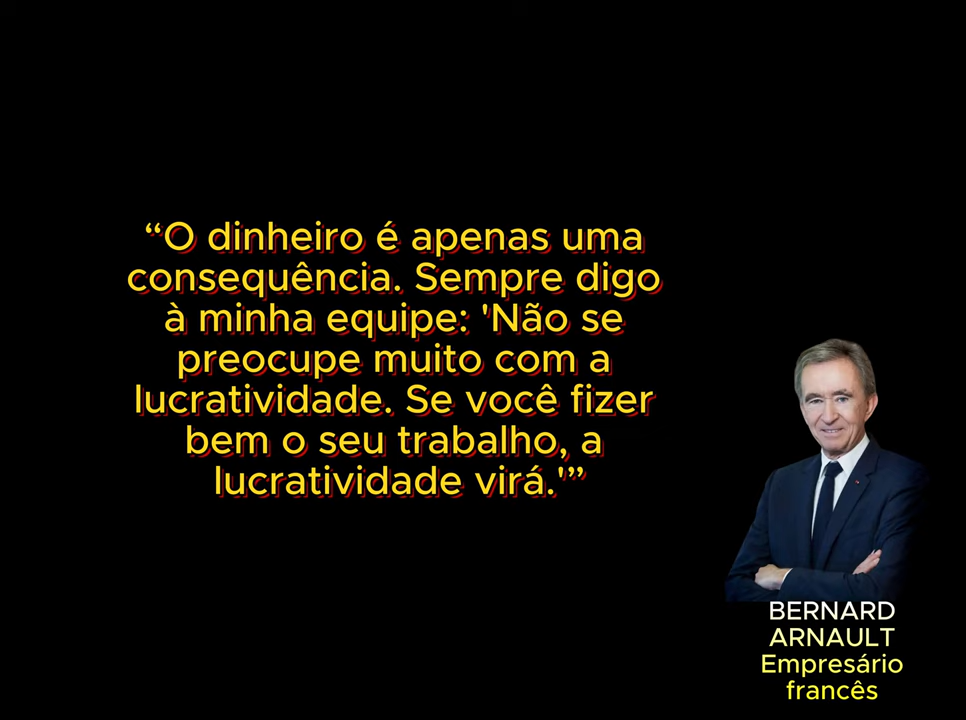 “O dinheiro é apenas uma
consequência. Sempre digo
à minha equipe: 'Não se
preocupe muito com a
lucratividade. Se você fizer
bem o seu trabalho, a
lucratividade virá.'”
BERNARD
ARNAULT
Empresário
francês